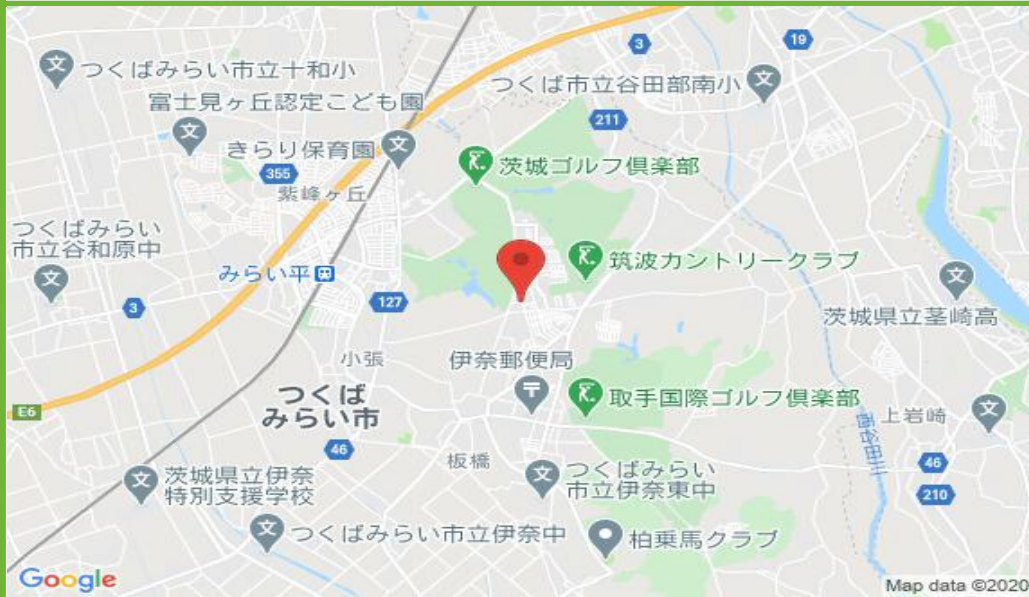 3
19
つくばみらい市立十和小
つくば市立谷田部南小
富士見ヶ丘認定こども園
211
きらり保育園
茨城ゴルフ倶楽部
355
紫峰ヶ丘
つくばみらい
市立谷和原中
筑波カントリークラブ
みらい平
127
3
茨城県立茎崎高
小張
伊奈郵便局
つくば
みらい市
取手国際ゴルフ倶楽部
E6
上岩崎
西谷田川
46
板橋
46
茨城県立伊奈
特別支援学校
つくばみらい
市立伊奈東中
210
つくばみらい市立伊奈中
柏乗馬クラブ
Google
Map data ©2020